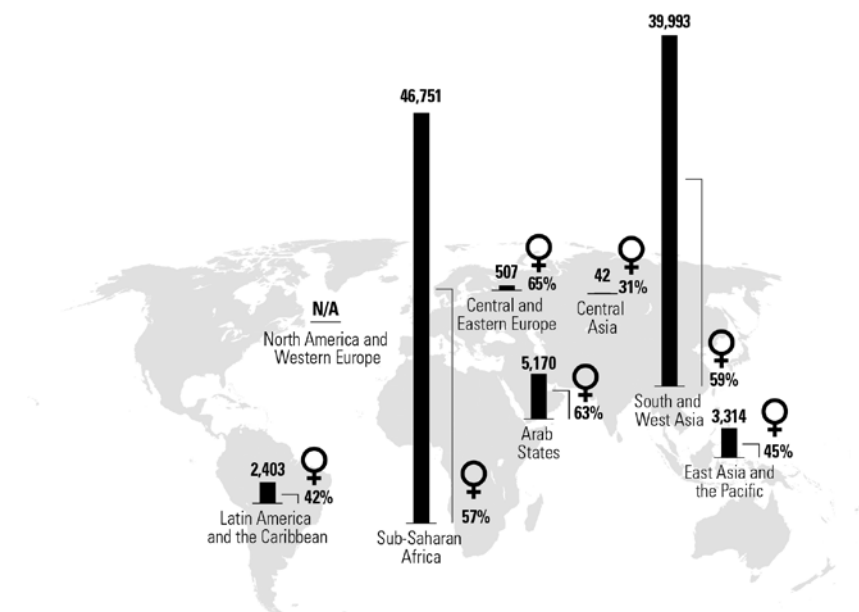 39,993
46,751
507
65%
42
31%
Central and
Eastern Europe
Central
Asia
N/A
North America and
Western Europe
5,170
63%
Arab
States
59%
South and
West Asia
3,314
45%
East Asia and
the Pacific
2,403
42%
Latin America
and the Caribbean
57%
Sub-Saharan
Africa